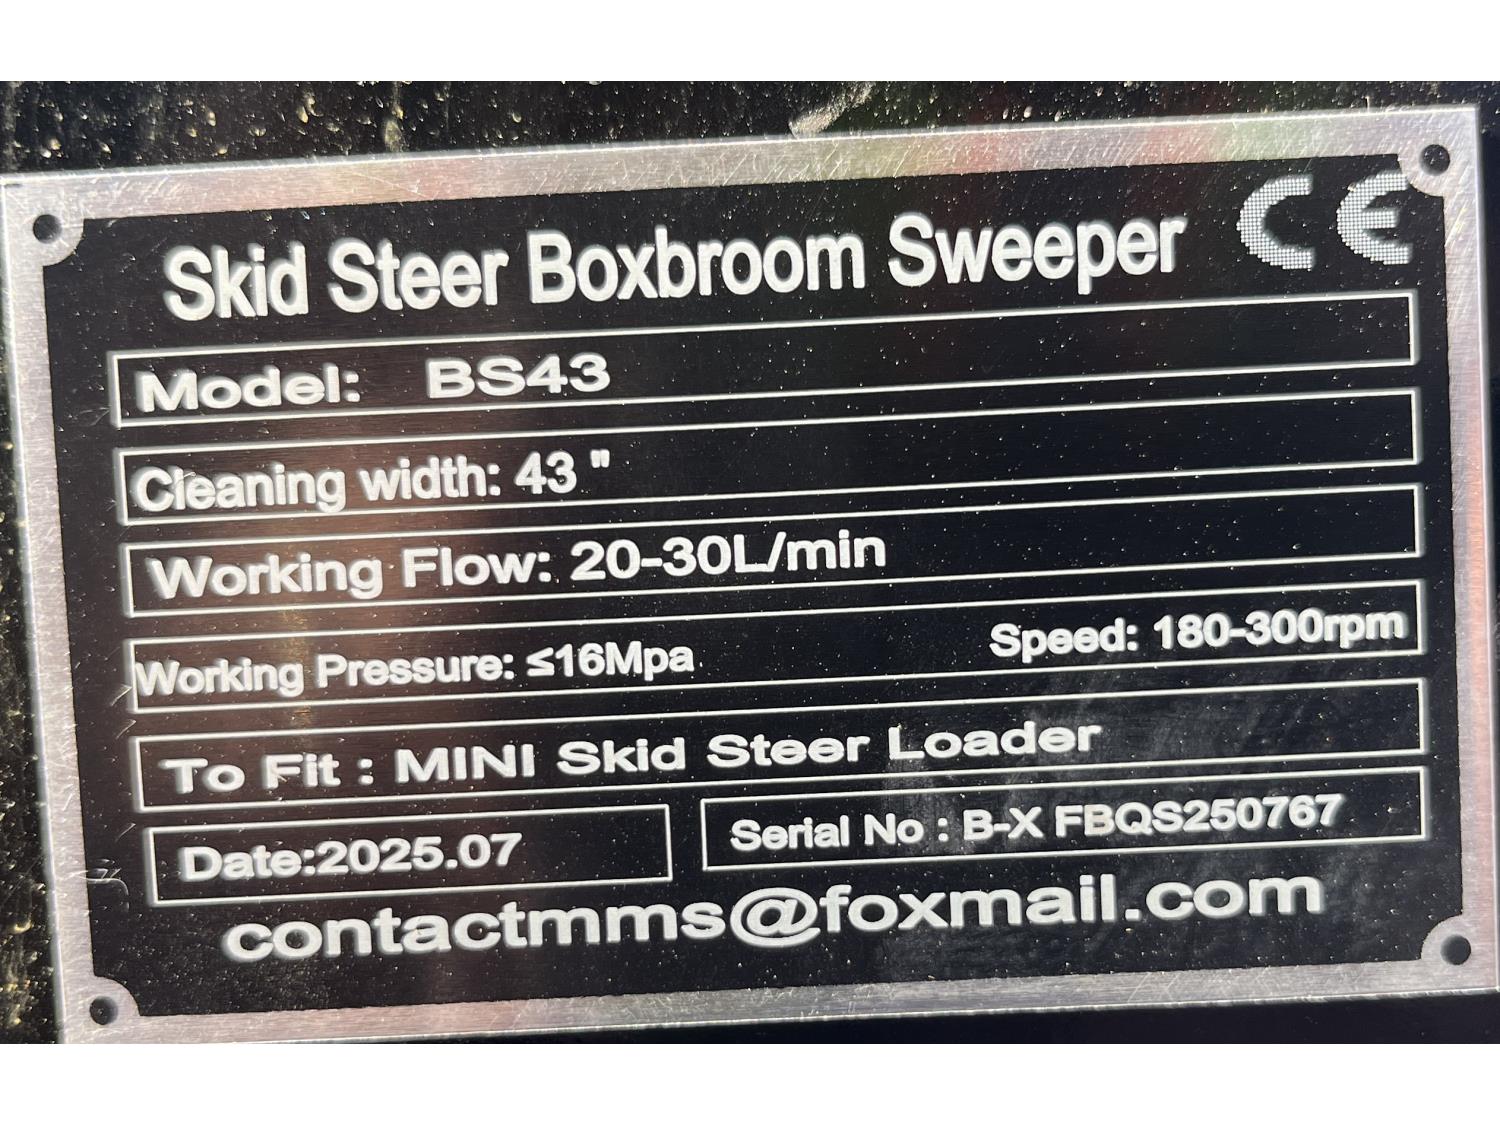 Skid Steer Boxbroom Sweeper CE
Model: BS43
Cleaning width: 43 "
Working Flow: 20-30L/min
Working Pressure: ≤16Mpa Speed: 180-300rpm
To Fit : MINI Skid Steer Loader
Date:2025.07 Serial No : B-X FBQS250767
contactmms@foxmail.com